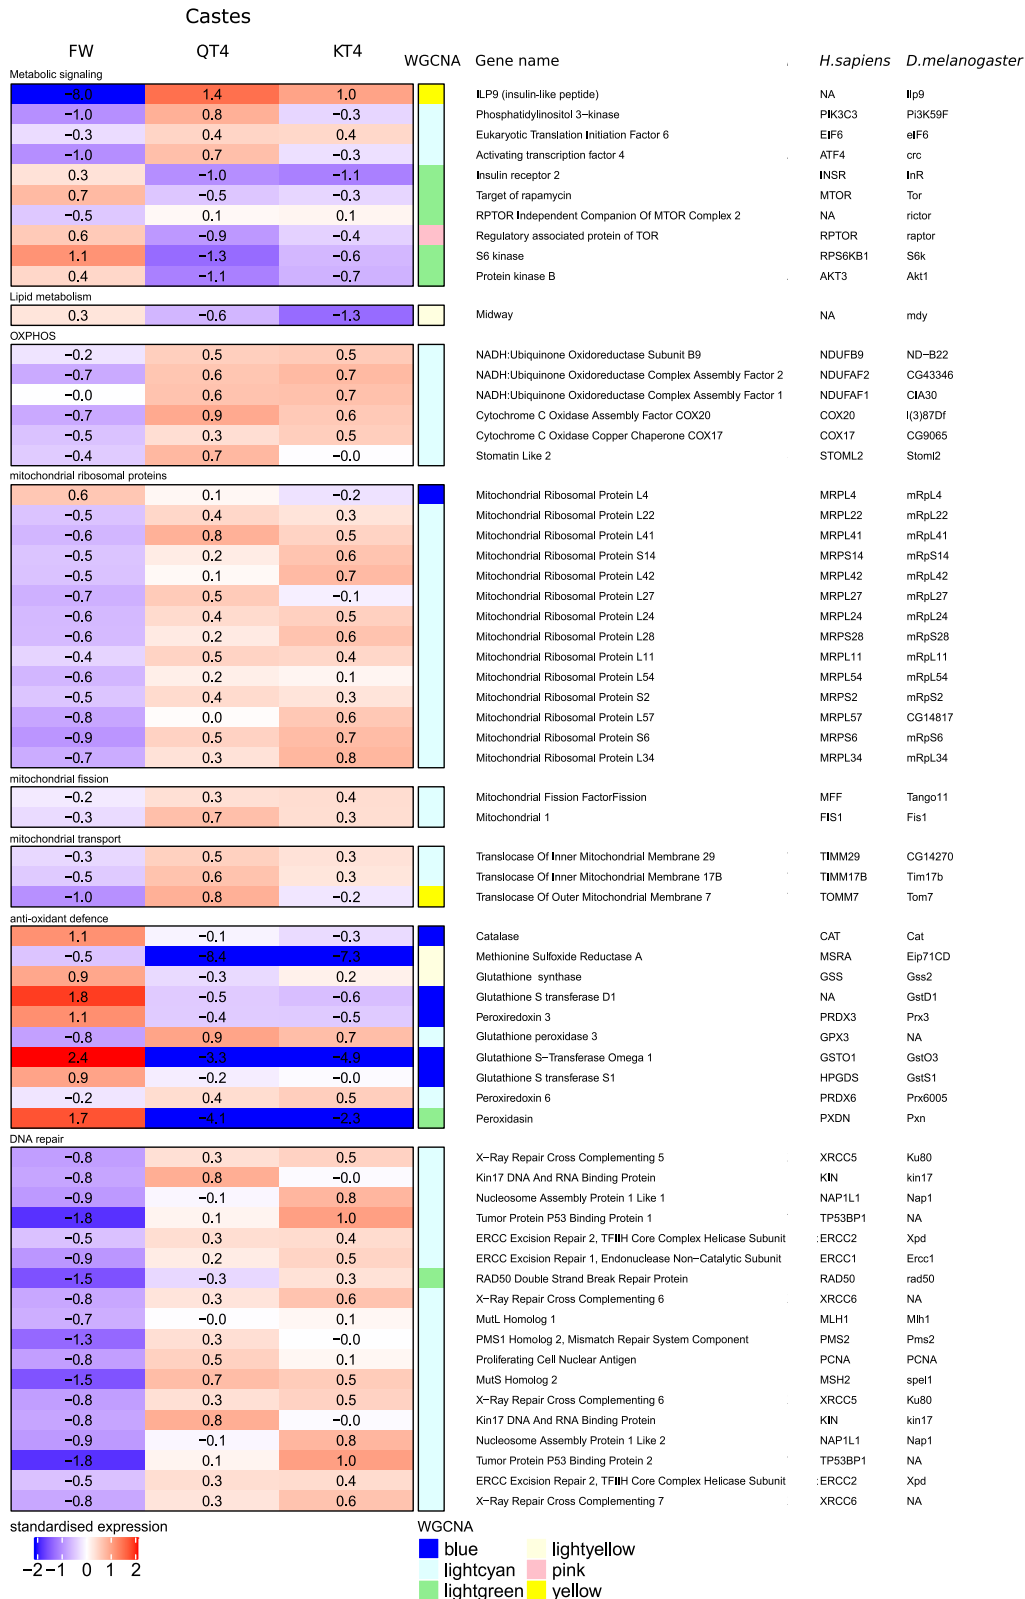 Castes
FW QT4 KT4 WGCNA Gene name H.sapiens D.melanogaster
Metabolic signaling
−8.0 1.4 1.0 ILP9 (insulin−like peptide) NA Ilp9
−1.0 0.8 −0.3 Phosphatidylinositol 3−kinase PIK3C3 Pi3K59F
−0.3 0.4 0.4 Eukaryotic Translation Initiation Factor 6 EIF6 eIF6
−1.0 0.7 −0.3 Activating transcription factor 4 ATF4 crc
0.3 −1.0 −1.1 Insulin receptor 2 INSR InR
0.7 −0.5 −0.3 Target of rapamycin MTOR Tor
−0.5 0.1 0.1 RPTOR Independent Companion Of MTOR Complex 2 NA rictor
0.6 −0.9 −0.4 Regulatory associated protein of TOR RPTOR raptor
1.1 −1.3 −0.6 S6 kinase RPS6KB1 S6k
0.4 −1.1 −0.7 Protein kinase B AKT3 Akt1
Lipid metabolism
0.3 −0.6 −1.3 Midway NA mdy
OXPHOS
−0.2 0.5 0.5 NADH:Ubiquinone Oxidoreductase Subunit B9 NDUFB9 ND−B22
−0.7 0.6 0.7 NADH:Ubiquinone Oxidoreductase Complex Assembly Factor 2 NDUFAF2 CG43346
−0.0 0.6 0.7 NADH:Ubiquinone Oxidoreductase Complex Assembly Factor 1 NDUFAF1 CIA30
−0.7 0.9 0.6 Cytochrome C Oxidase Assembly Factor COX20 COX20 l(3)87Df
−0.5 0.3 0.5 Cytochrome C Oxidase Copper Chaperone COX17 COX17 CG9065
−0.4 0.7 −0.0 Stomatin Like 2 STOML2 Stoml2
mitochondrial ribosomal proteins
0.6 0.1 −0.2 Mitochondrial Ribosomal Protein L4 MRPL4 mRpL4
−0.5 0.4 0.3 Mitochondrial Ribosomal Protein L22 MRPL22 mRpL22
−0.6 0.8 0.5 Mitochondrial Ribosomal Protein L41 MRPL41 mRpL41
−0.5 0.2 0.6 Mitochondrial Ribosomal Protein S14 MRPS14 mRpS14
−0.5 0.1 0.7 Mitochondrial Ribosomal Protein L42 MRPL42 mRpL42
−0.7 0.5 −0.1 Mitochondrial Ribosomal Protein L27 MRPL27 mRpL27
−0.6 0.4 0.5 Mitochondrial Ribosomal Protein L24 MRPL24 mRpL24
−0.6 0.2 0.6 Mitochondrial Ribosomal Protein L28 MRPS28 mRpS28
−0.4 0.5 0.4 Mitochondrial Ribosomal Protein L11 MRPL11 mRpL11
−0.6 0.2 0.1 Mitochondrial Ribosomal Protein L54 MRPL54 mRpL54
−0.5 0.4 0.3 Mitochondrial Ribosomal Protein S2 MRPS2 mRpS2
−0.8 0.0 0.6 Mitochondrial Ribosomal Protein L57 MRPL57 CG14817
−0.9 0.5 0.7 Mitochondrial Ribosomal Protein S6 MRPS6 mRpS6
−0.7 0.3 0.8 Mitochondrial Ribosomal Protein L34 MRPL34 mRpL34
mitochondrial fission
−0.2 0.3 0.4 Mitochondrial Fission FactorFission MFF Tango11
−0.3 0.7 0.3 Mitochondrial 1 FIS1 Fis1
mitochondrial transport
−0.3 0.5 0.3 Translocase Of Inner Mitochondrial Membrane 29 TIMM29 CG14270
−0.5 0.6 0.3 Translocase Of Inner Mitochondrial Membrane 17B TIMM17B Tim17b
−1.0 0.8 −0.2 Translocase Of Outer Mitochondrial Membrane 7 TOMM7 Tom7
anti−oxidant defence
1.1 −0.1 −0.3 Catalase CAT Cat
−0.5 −8.4 −7.3 Methionine Sulfoxide Reductase A MSRA Eip71CD
0.9 −0.3 0.2 Glutathione synthase GSS Gss2
1.8 −0.5 −0.6 Glutathione S transferase D1 NA GstD1
1.1 −0.4 −0.5 Peroxiredoxin 3 PRDX3 Prx3
−0.8 0.9 0.7 Glutathione peroxidase 3 GPX3 NA
2.4 −3.3 −4.9 Glutathione S−Transferase Omega 1 GSTO1 GstO3
0.9 −0.2 −0.0 Glutathione S transferase S1 HPGDS GstS1
−0.2 0.4 0.5 Peroxiredoxin 6 PRDX6 Prx6005
1.7 −4.1 −2.3 Peroxidasin PXDN Pxn
DNA repair
−0.8 0.3 0.5 X−Ray Repair Cross Complementing 5 XRCC5 Ku80
−0.8 0.8 −0.0 Kin17 DNA And RNA Binding Protein KIN kin17
−0.9 −0.1 0.8 Nucleosome Assembly Protein 1 Like 1 NAP1L1 Nap1
−1.8 0.1 1.0 Tumor Protein P53 Binding Protein 1 TP53BP1 NA
−0.5 0.3 0.4 ERCC Excision Repair 2, TFIIH Core Complex Helicase Subunit ERCC2 Xpd
−0.9 0.2 0.5 ERCC Excision Repair 1, Endonuclease Non−Catalytic Subunit ERCC1 Ercc1
−1.5 −0.3 0.3 RAD50 Double Strand Break Repair Protein RAD50 rad50
−0.8 0.3 0.6 X−Ray Repair Cross Complementing 6 XRCC6 NA
−0.7 −0.0 0.1 MutL Homolog 1 MLH1 Mlh1
−1.3 0.3 −0.0 PMS1 Homolog 2, Mismatch Repair System Component PMS2 Pms2
−0.8 0.5 0.1 Proliferating Cell Nuclear Antigen PCNA PCNA
−1.5 0.7 0.5 MutS Homolog 2 MSH2 spel1
−0.8 0.3 0.5 X−Ray Repair Cross Complementing 6 XRCC5 Ku80
−0.8 0.8 −0.0 Kin17 DNA And RNA Binding Protein KIN kin17
−0.9 −0.1 0.8 Nucleosome Assembly Protein 1 Like 2 NAP1L1 Nap1
−1.8 0.1 1.0 Tumor Protein P53 Binding Protein 2 TP53BP1 NA
−0.5 0.3 0.4 ERCC Excision Repair 2, TFIIH Core Complex Helicase Subunit ERCC2 Xpd
−0.8 0.3 0.6 X−Ray Repair Cross Complementing 7 XRCC6 NA
standardised expression WGCNA
blue lightyellow
lightcyan pink
lightgreen yellow
−2 −1 0 1 2